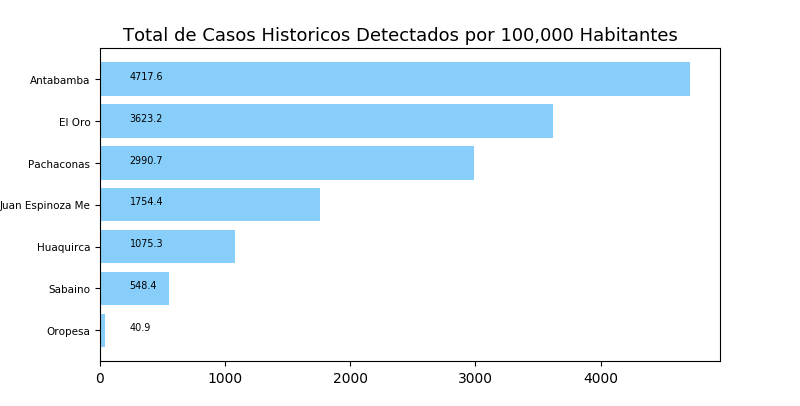 Total de Casos Historicos Detectados por 100,000 Habitantes
Antabamba 4717.6
El Oro 3623.2
Pachaconas 2990.7
Juan Espinoza Me 1754.4
Huaquirca 1075.3
Sabaino 548.4
Oropesa 40.9
0 1000 2000 3000 4000